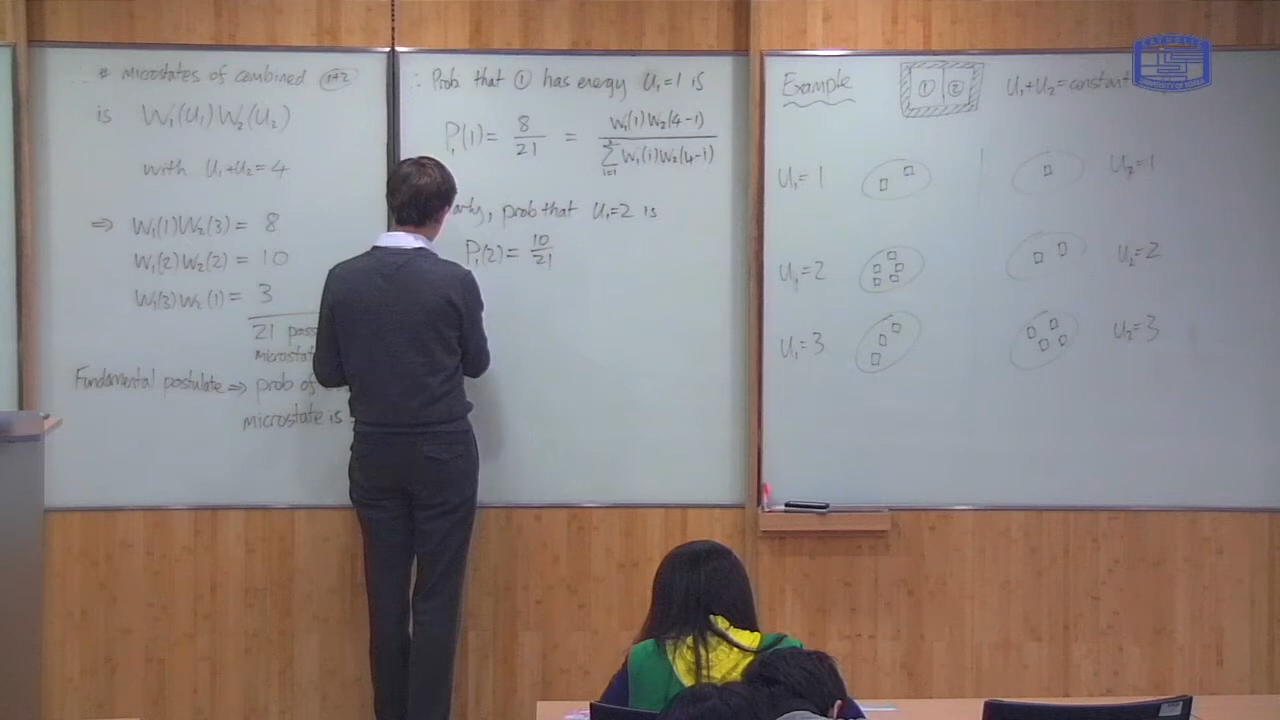 # microstates of combined 1+2
is W₁(U₁)W₂(U₂)
with U₁+U₂=4
⇒ W₁(1)W₂(3) = 8
W₁(2)W₂(2) = 10
W₁(3)W₂(1) = 3
21
Fundamental postulate ⇒ prob of
microstate is
∴ Prob that ① has energy U₁=1 is
P₁(1) = 8/21 = W₁(1)W₂(4-1) / Σ W₁(i)W₂(4-i)
prob that U₁=2 is
P₁(2) = 10/21
Example ① ② U₁+U₂=constant
U₁=1 U₂=1
U₁=2 U₂=2
U₁=3 U₂=3
CATHOLIC
UNIVERSITY OF KOREA